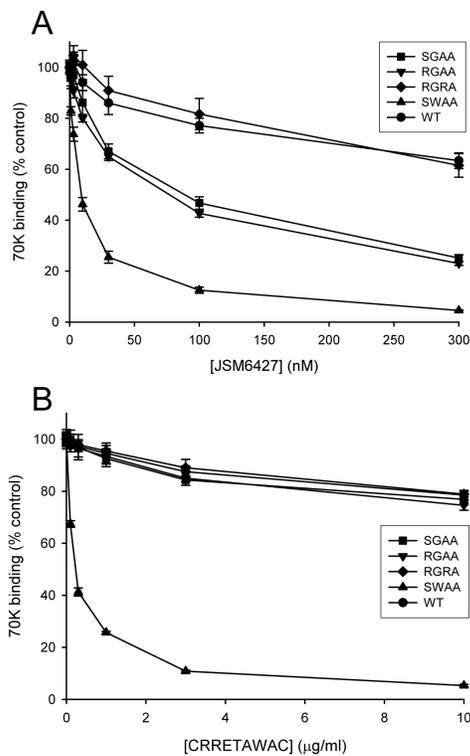 A
70K binding (% control)
100
80
60
40
20
0
SGAA
RGAA
RGRA
SWAA
WT
0
50
100
150
200
250
300
[JSM6427] (nM)
B
70K binding (% control)
100
80
60
40
20
0
SGAA
RGAA
RGRA
SWAA
WT
0
2
4
6
8
10
[CRRETAWAC] (μg/ml)